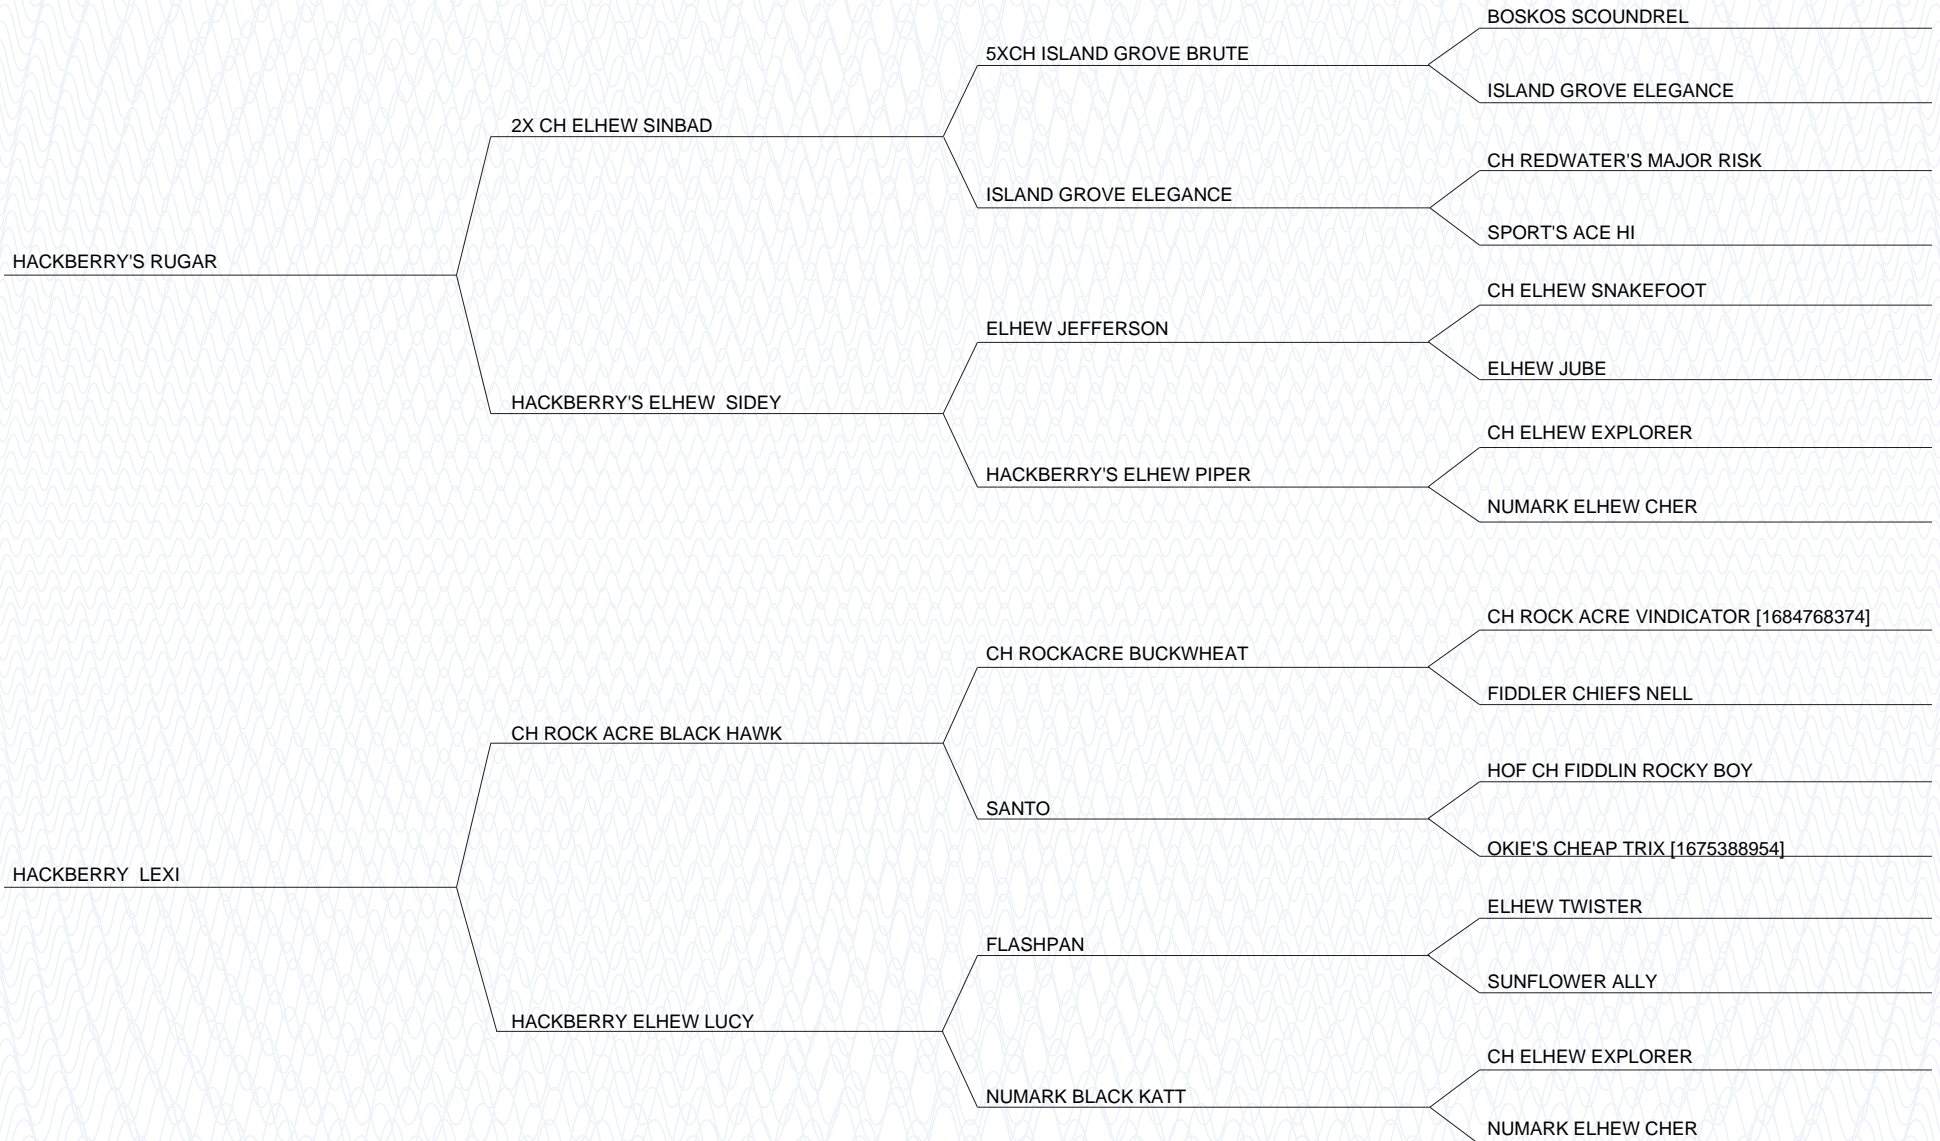 BOSKOS SCOUNDREL
5XCH ISLAND GROVE BRUTE
ISLAND GROVE ELEGANCE
2X CH ELHEW SINBAD
CH REDWATER'S MAJOR RISK
ISLAND GROVE ELEGANCE
SPORT'S ACE HI
HACKBERRY'S RUGAR
CH ELHEW SNAKEFOOT
ELHEW JEFFERSON
ELHEW JUBE
HACKBERRY'S ELHEW  SIDEY
CH ELHEW EXPLORER
HACKBERRY'S ELHEW PIPER
NUMARK ELHEW CHER
CH ROCK ACRE VINDICATOR [1684768374]
CH ROCKACRE BUCKWHEAT
FIDDLER CHIEFS NELL
CH ROCK ACRE BLACK HAWK
HOF CH FIDDLIN ROCKY BOY
SANTO
OKIE'S CHEAP TRIX [1675388954]
HACKBERRY  LEXI
ELHEW TWISTER
FLASHPAN
SUNFLOWER ALLY
HACKBERRY ELHEW LUCY
CH ELHEW EXPLORER
NUMARK BLACK KATT
NUMARK ELHEW CHER